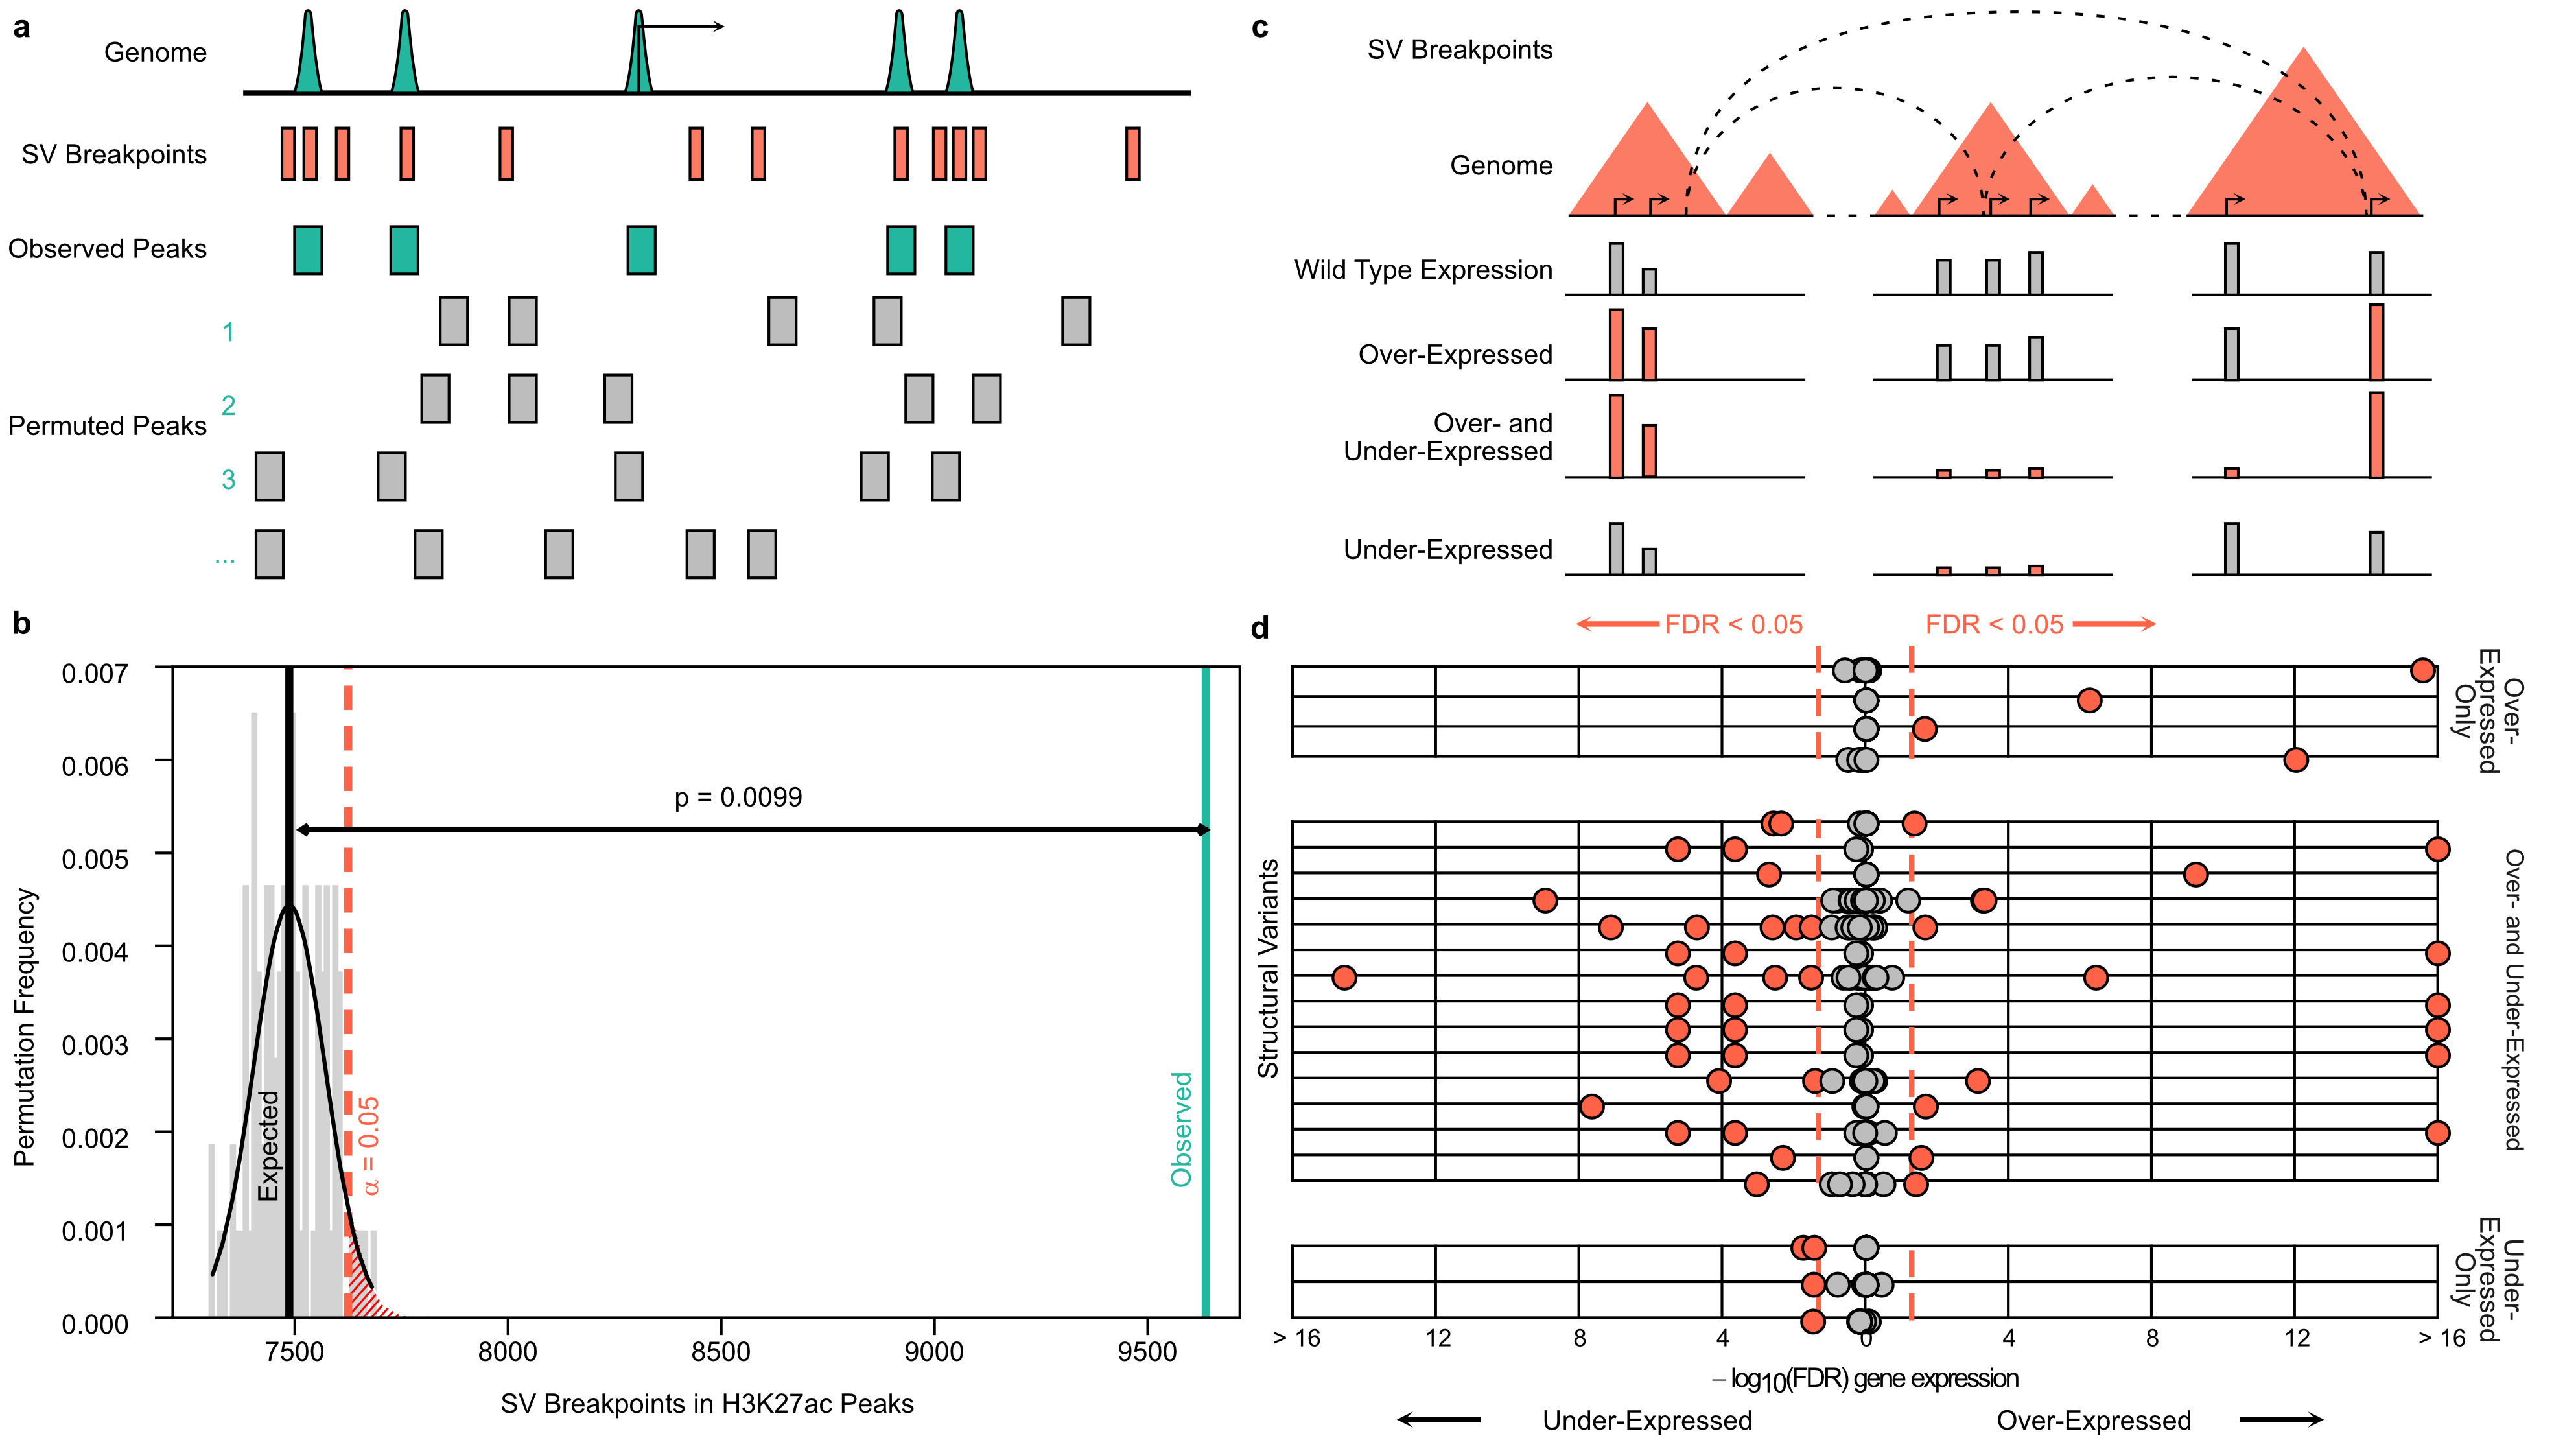 a
Genome
SV Breakpoints
Observed Peaks
1
2
Permuted Peaks
3
...
b
0.007
0.006
0.005
0.004
0.003
0.002
0.001
0.000
Permutation Frequency
p = 0.0099
Expected
α = 0.05
Observed
7500 8000 8500 9000 9500
SV Breakpoints in H3K27ac Peaks
c
SV Breakpoints
Genome
Wild Type Expression
Over-Expressed
Over- and
Under-Expressed
Under-Expressed
d
FDR < 0.05 FDR < 0.05
Structural Variants
Over-
Expressed
Only
Over- and Under-Expressed
Under-
Expressed
Only
> 16 12 8 4 0 4 8 12 > 16
– log10(FDR) gene expression
Under-Expressed Over-Expressed